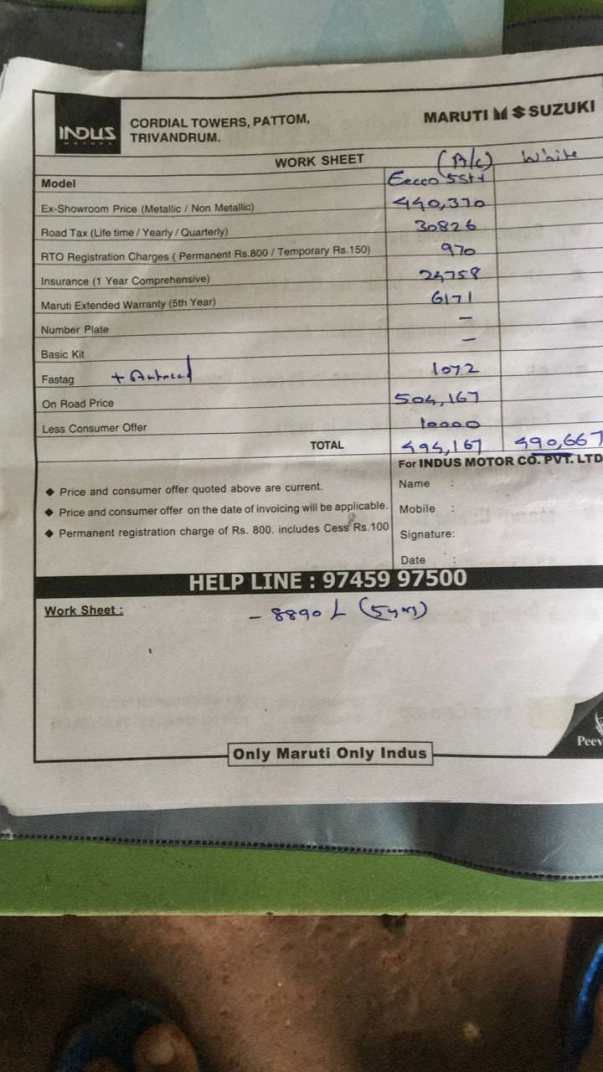 INDUS
MOTORS
CORDIAL TOWERS, PATTOM,
TRIVANDRUM.
MARUTI SUZUKI
WORK SHEET (A/c) White
Model Eecco 5str
Ex-Showroom Price (Metallic / Non Metallic) 440,370
Road Tax (Life time / Yearly / Quarterly) 30826
RTO Registration Charges ( Permanent Rs.800 / Temporary Rs.150) 970
Insurance (1 Year Comprehensive) 24758
Maruti Extended Warranty (5th Year) 6171
Number Plate -
Basic Kit -
Fastag + 1072
On Road Price 504,167
Less Consumer Offer 10000
TOTAL 494,167 490,667
For INDUS MOTOR CO. PVT. LTD
◆ Price and consumer offer quoted above are current.
◆ Price and consumer offer on the date of invoicing will be applicable.
◆ Permanent registration charge of Rs. 800. includes Cess Rs.100
Name :
Mobile :
Signature:
Date :
HELP LINE : 97459 97500
Work Sheet : - 8890 L (5yrs)
Only Maruti Only Indus
Peev